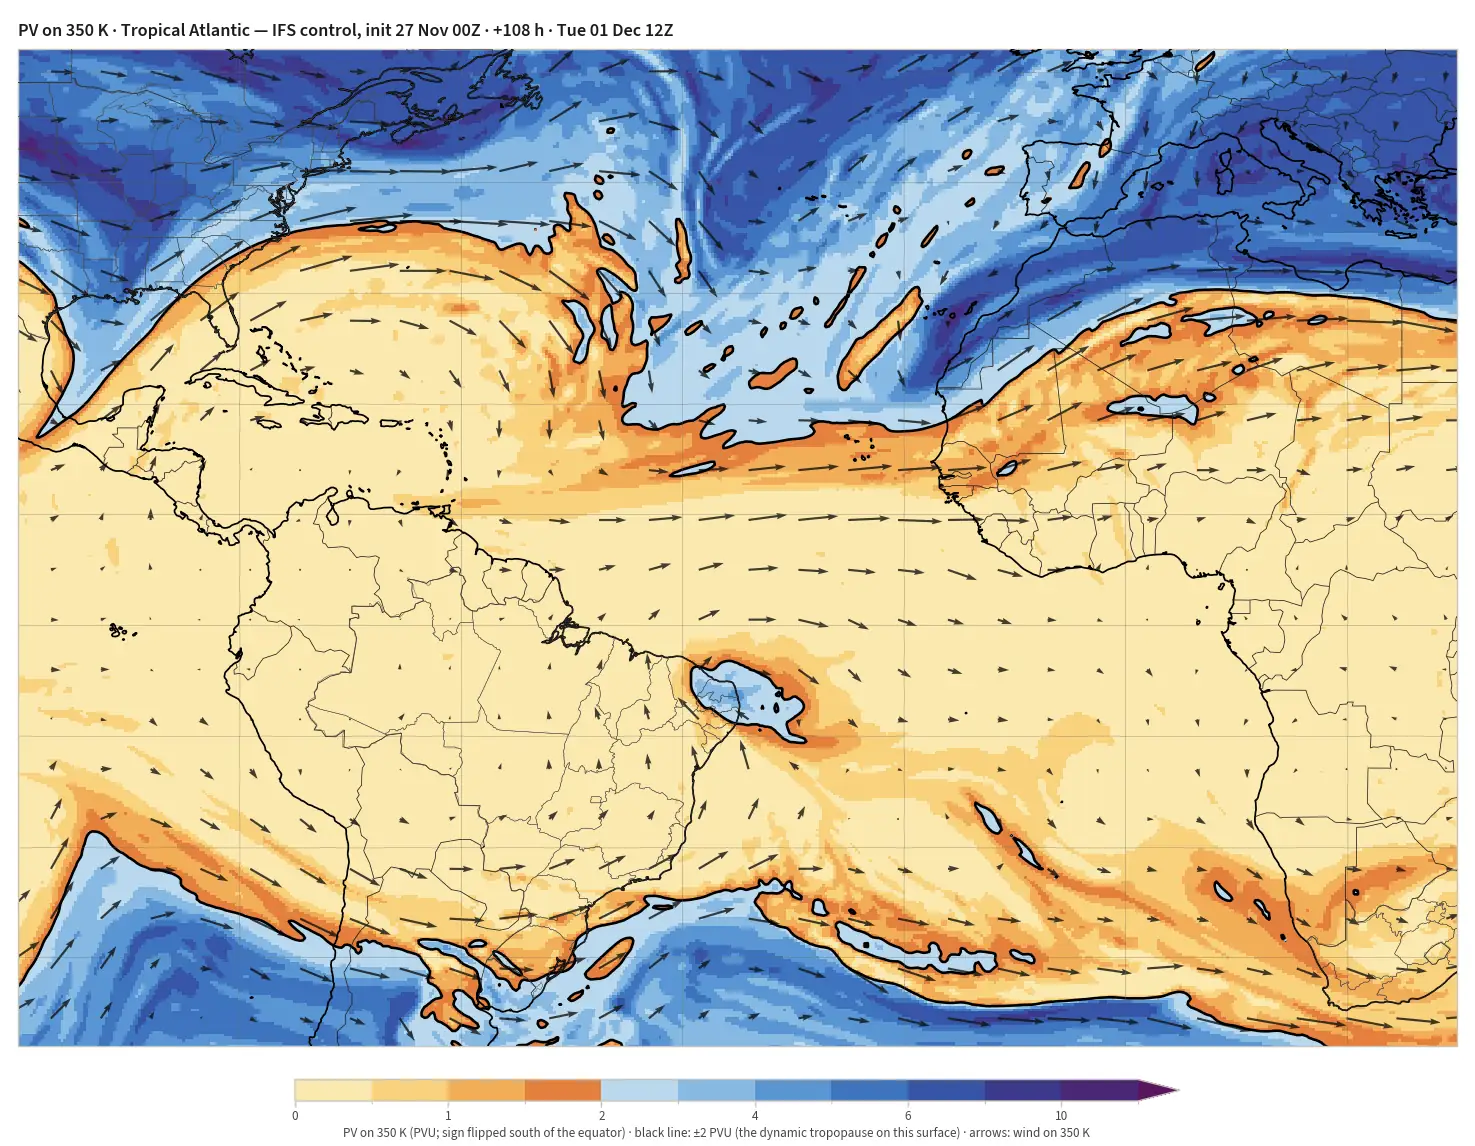 PV on 350 K · Tropical Atlantic — IFS control, init 27 Nov 00Z · +108 h · Tue 01 Dec 12Z
0 1 2 4 6 10
PV on 350 K (PVU; sign flipped south of the equator) · black line: ±2 PVU (the dynamic tropopause on this surface) · arrows: wind on 350 K